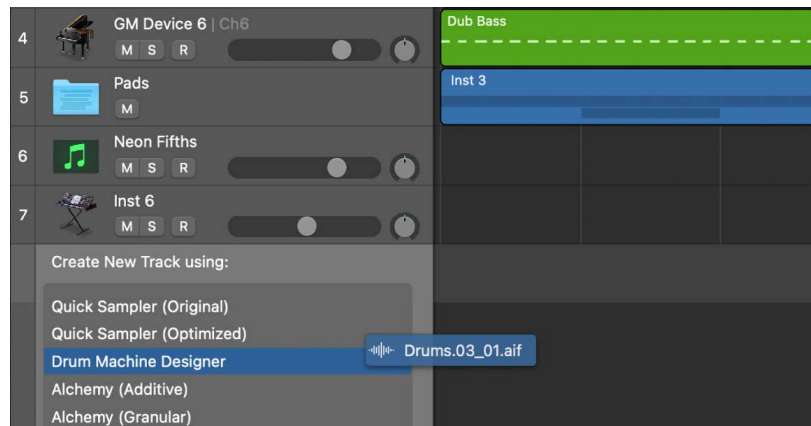 4
GM Device 6 | Ch6
M S R
Dub Bass
5
Pads
M
Inst 3
6
Neon Fifths
M S R
7
Inst 6
M S R
Create New Track using:
Quick Sampler (Original)
Quick Sampler (Optimized)
Drum Machine Designer
Drums.03_01.aif
Alchemy (Additive)
Alchemy (Granular)